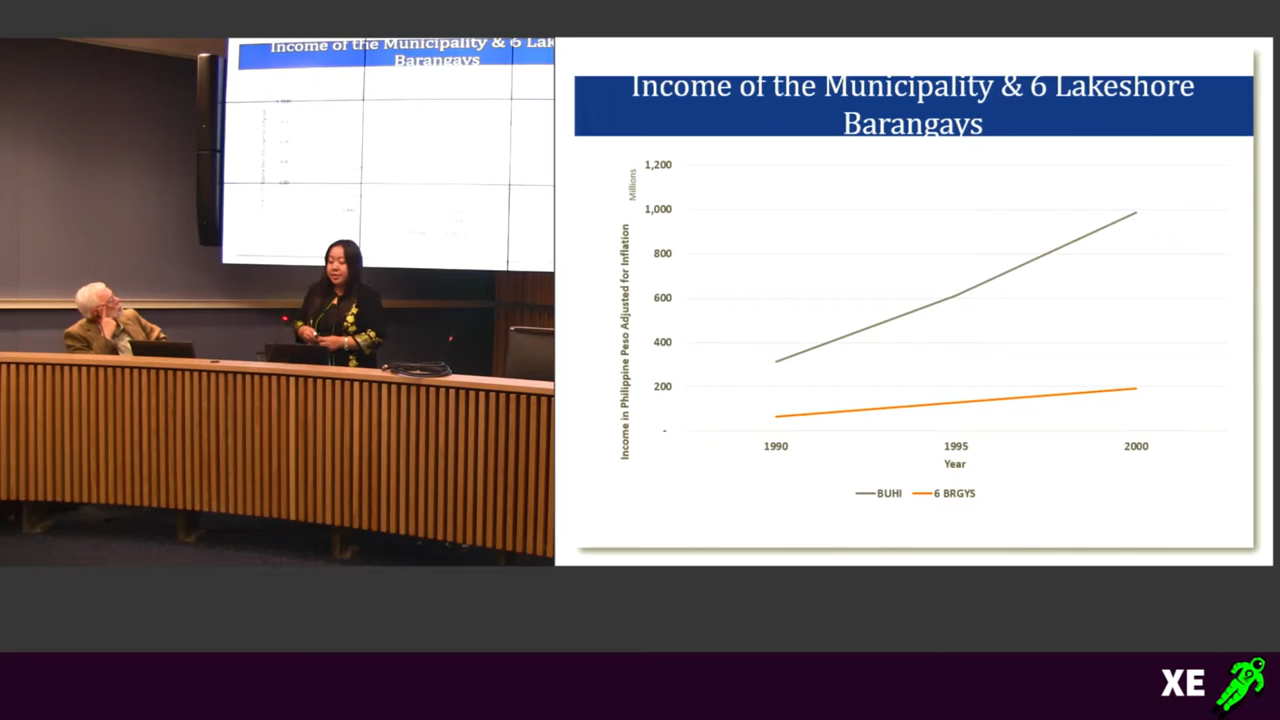 Income of the Municipality & 6 Lak
Barangays
Income of the Municipality & 6 Lakeshore
Barangays
Millions
Income in Philippine Peso Adjusted for Inflation
1,200
1,000
800
600
400
200
-
1990 1995 2000
Year
BUHI 6 BRGYS
XE